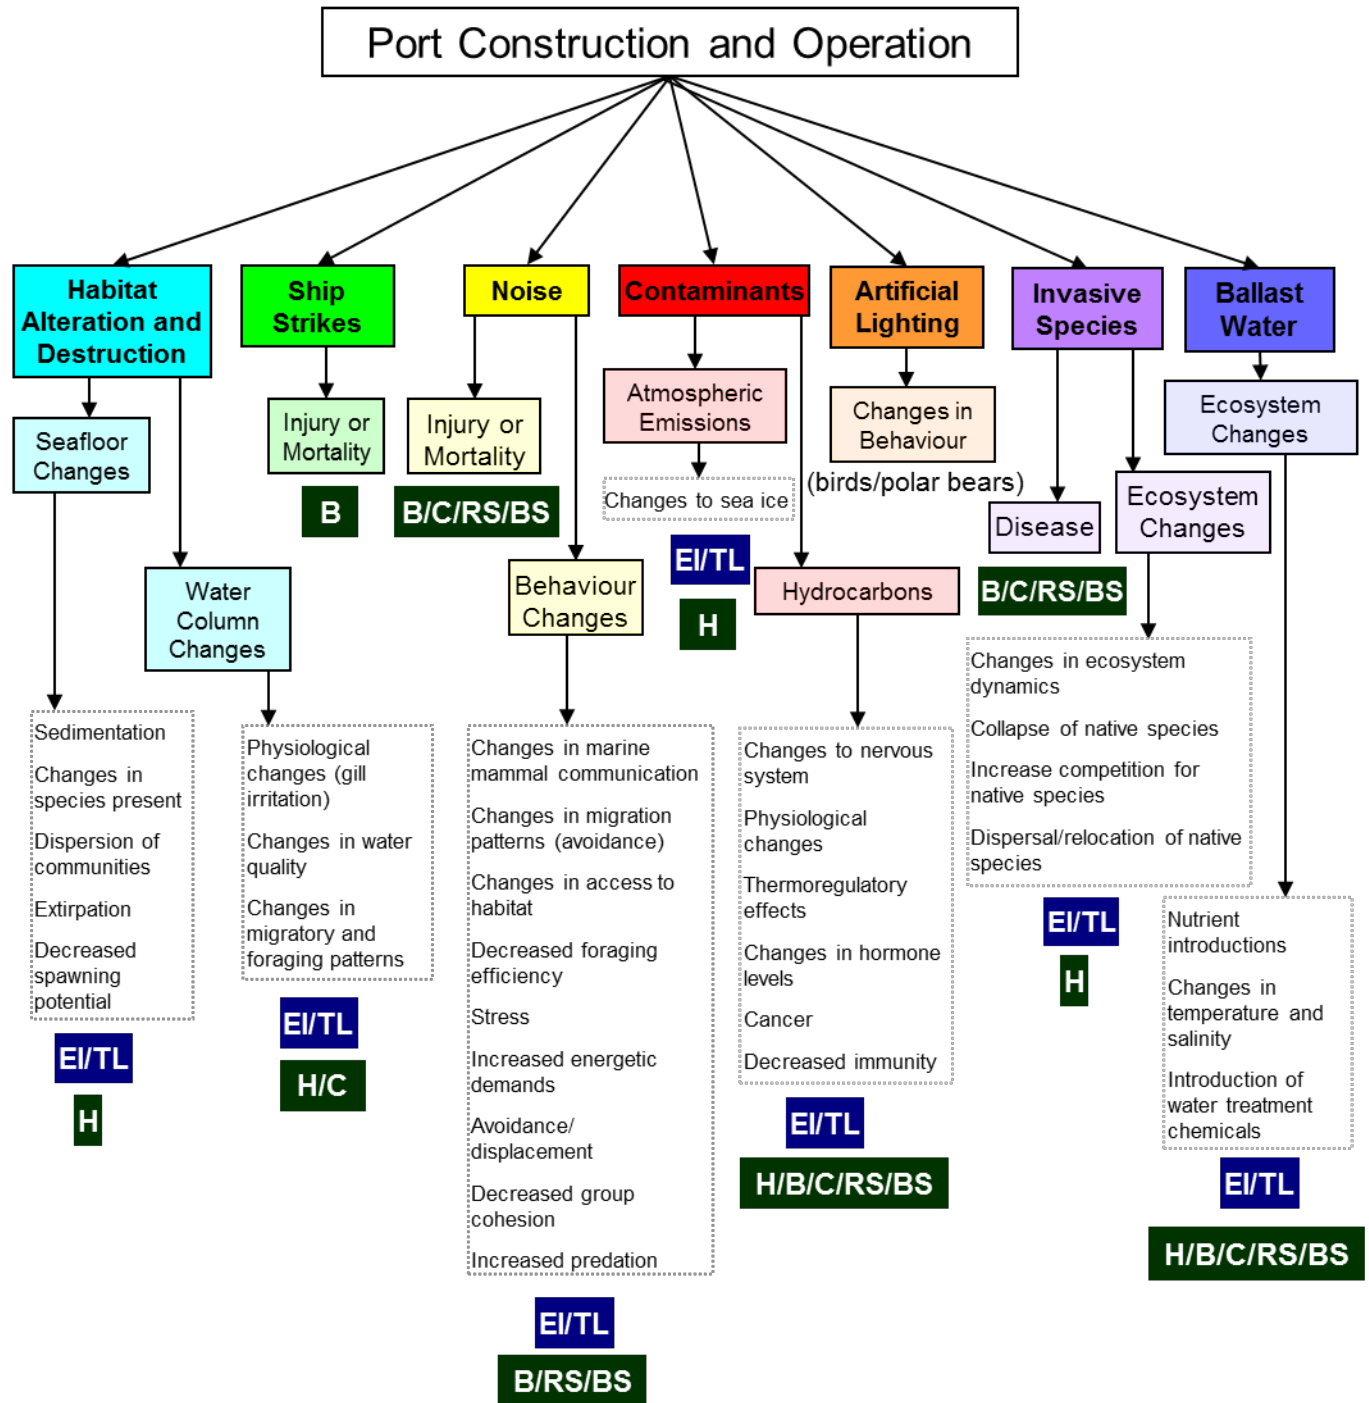 Port Construction and Operation
Habitat
Alteration and
Destruction
Ship
Strikes
Noise
Contaminants
Artificial
Lighting
Invasive
Species
Ballast
Water
Seafloor
Changes
Water
Column
Changes
Injury or
Mortality
B
Injury or
Mortality
B/C/RS/BS
Behaviour
Changes
Atmospheric
Emissions
Changes to sea ice
EI/TL
H
Hydrocarbons
Changes in
Behaviour
(birds/polar bears)
Disease
B/C/RS/BS
Ecosystem
Changes
Ecosystem
Changes
Sedimentation
Changes in
species present
Dispersion of
communities
Extirpation
Decreased
spawning
potential
EI/TL
H
Physiological
changes (gill
irritation)
Changes in water
quality
Changes in
migratory and
foraging patterns
EI/TL
H/C
Changes in marine
mammal communication
Changes in migration
patterns (avoidance)
Changes in access to
habitat
Decreased foraging
efficiency
Stress
Increased energetic
demands
Avoidance/
displacement
Decreased group
cohesion
Increased predation
EI/TL
B/RS/BS
Changes to nervous
system
Physiological
changes
Thermoregulatory
effects
Changes in hormone
levels
Cancer
Decreased immunity
EI/TL
H/B/C/RS/BS
Changes in ecosystem
dynamics
Collapse of native species
Increase competition for
native species
Dispersal/relocation of native
species
EI/TL
H
Nutrient
introductions
Changes in
temperature and
salinity
Introduction of
water treatment
chemicals
EI/TL
H/B/C/RS/BS